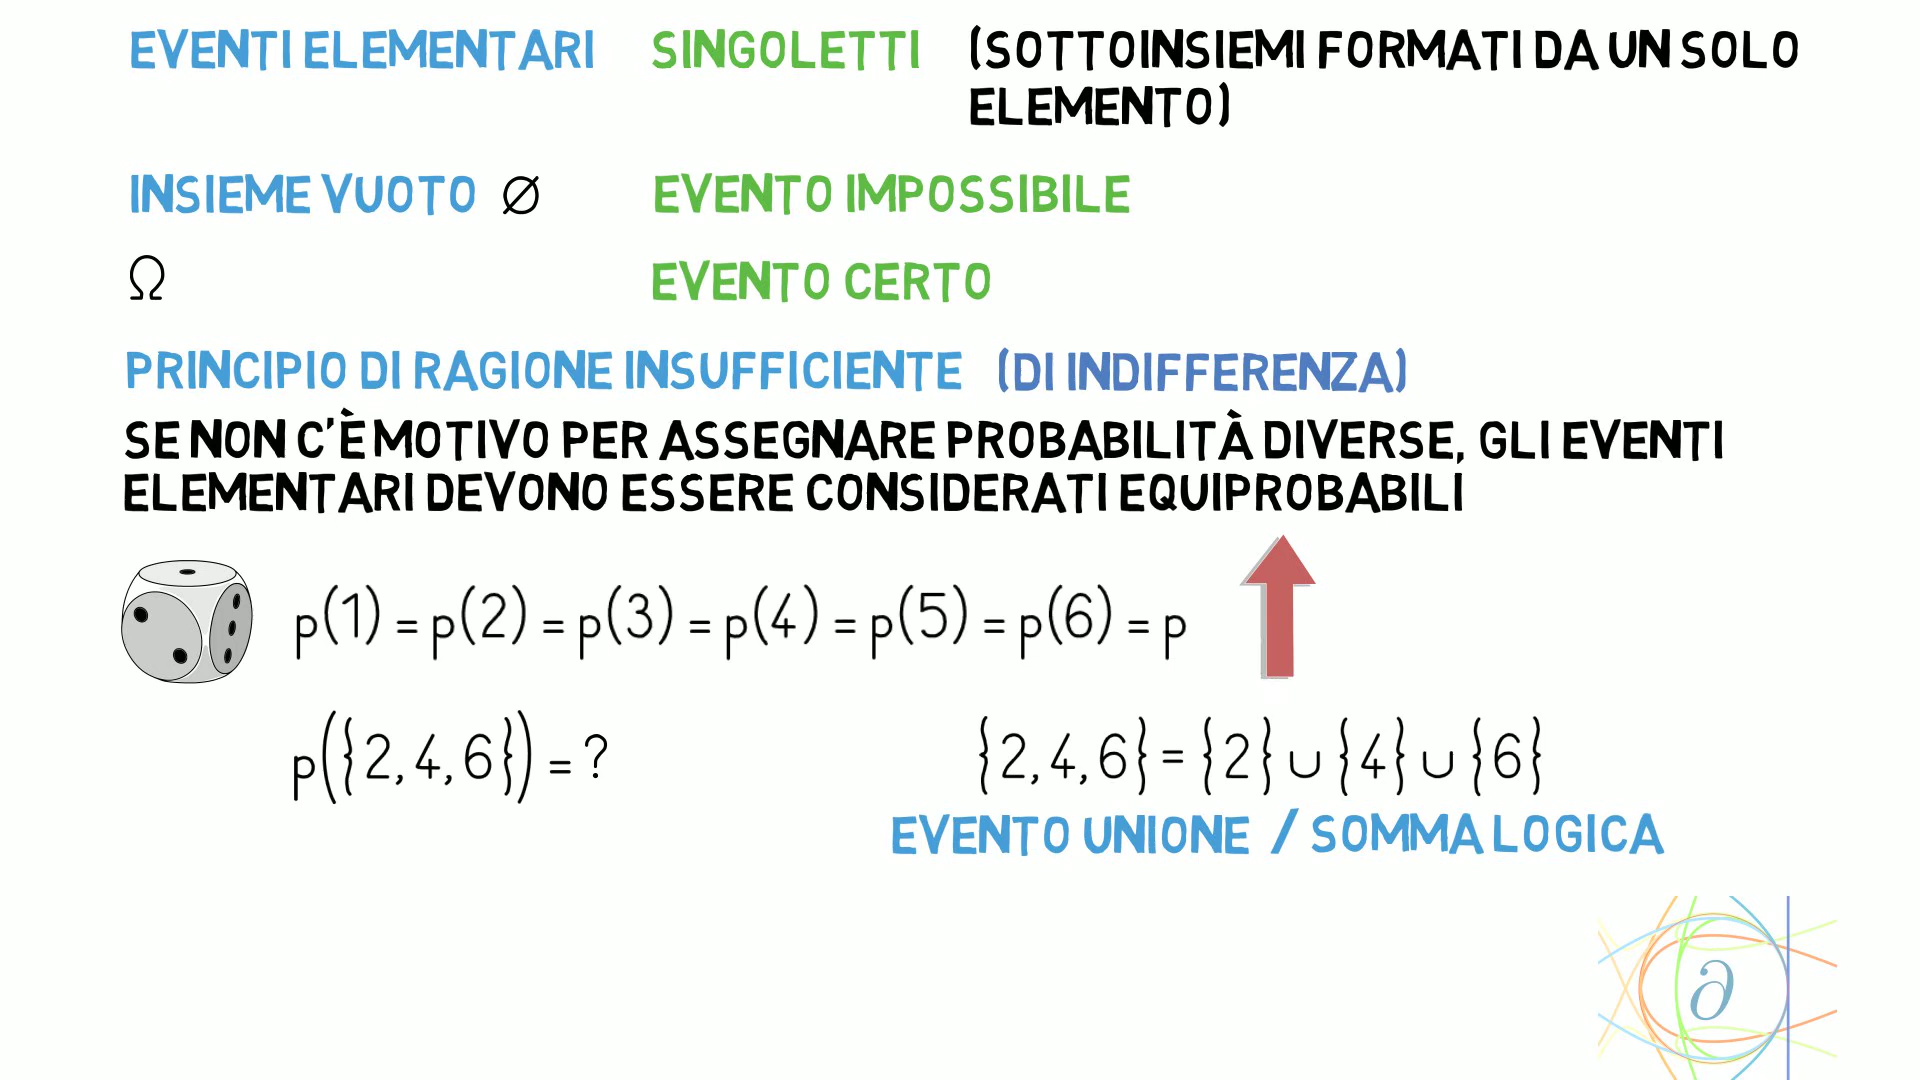 EVENTI ELEMENTARI SINGOLETTI (SOTTOINSIEMI FORMATI DA UN SOLO
ELEMENTO)
INSIEME VUOTO ∅ EVENTO IMPOSSIBILE
Ω EVENTO CERTO
PRINCIPIO DI RAGIONE INSUFFICIENTE (DI INDIFFERENZA)
SE NON C'È MOTIVO PER ASSEGNARE PROBABILITÀ DIVERSE, GLI EVENTI
ELEMENTARI DEVONO ESSERE CONSIDERATI EQUIPROBABILI
p(1) = p(2) = p(3) = p(4) = p(5) = p(6) = p
p({2,4,6}) = ? {2,4,6} = {2} ∪ {4} ∪ {6}
EVENTO UNIONE / SOMMA LOGICA
∂